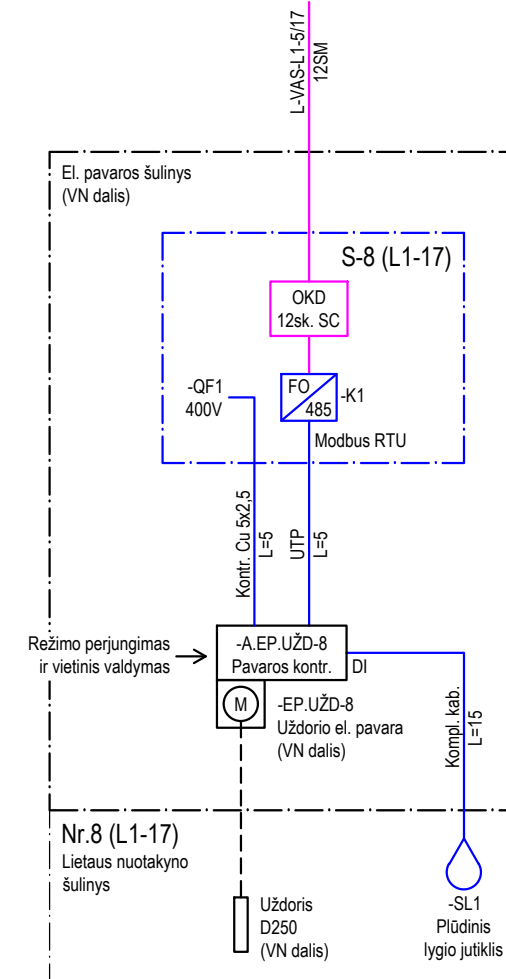 L-VAS-L1-5/17
12SM
El. pavaros šulinys
(VN dalis)
S-8 (L1-17)
OKD
12sk. SC
-QF1
400V
FO
485
-K1
Modbus RTU
Kontr. Cu 5x2,5
L=5
UTP
L=5
Režimo perjungimas
ir vietinis valdymas
-A.EP.UŽD-8
Pavaros kontr.
DI
M
-EP.UŽD-8
Uždorio el. pavara
(VN dalis)
Kompl. kab.
L=15
Nr.8 (L1-17)
Lietaus nuotakyno
šulinys
Uždoris
D250
(VN dalis)
-SL1
Plūdinis
lygio jutiklis